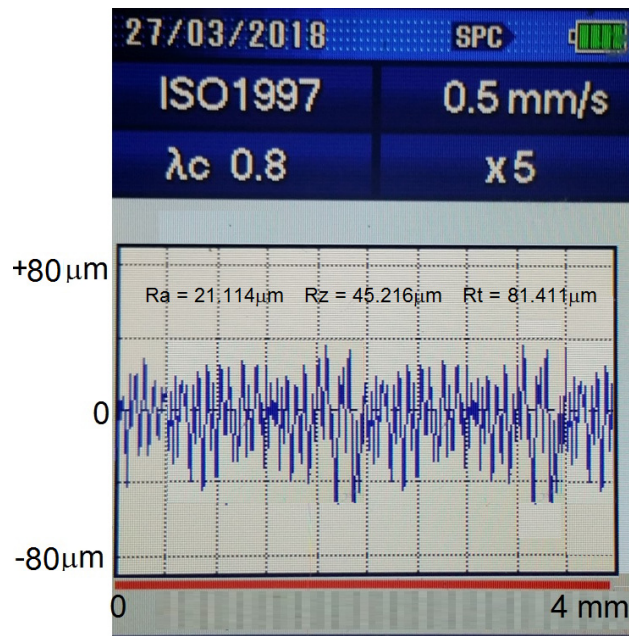 27/03/2018 SPC
ISO1997 0.5 mm/s
λc 0.8 x5
+80μm
Ra = 21.114μm Rz = 45.216μm Rt = 81.411μm
0
-80μm
0 4 mm